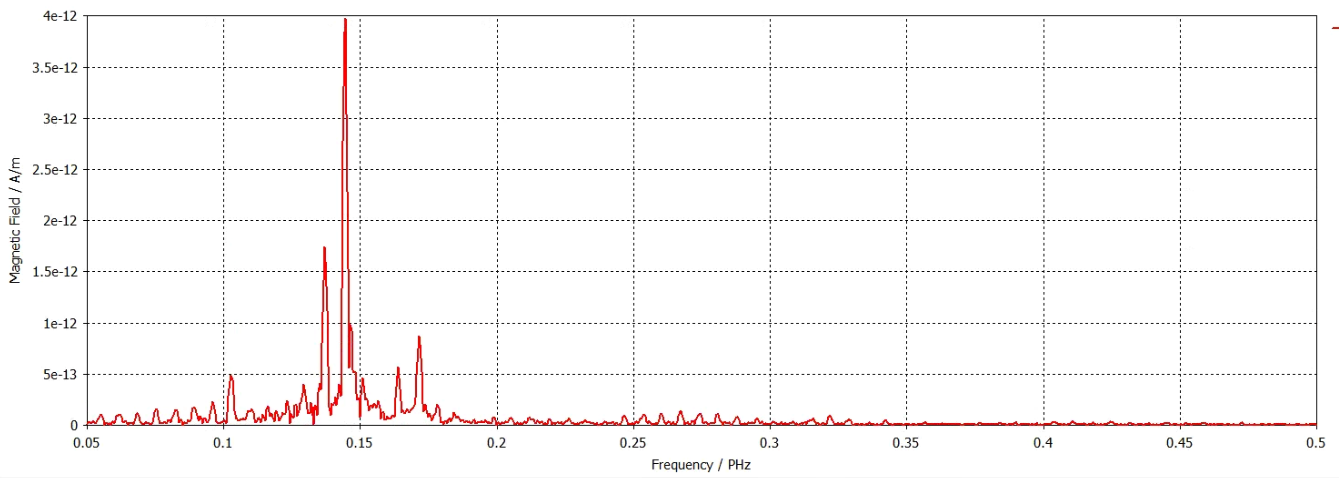 4e-12
3.5e-12
3e-12
2.5e-12
2e-12
1.5e-12
1e-12
5e-13
0
Magnetic Field / A/m
0.05 0.1 0.15 0.2 0.25 0.3 0.35 0.4 0.45 0.5
Frequency / PHz